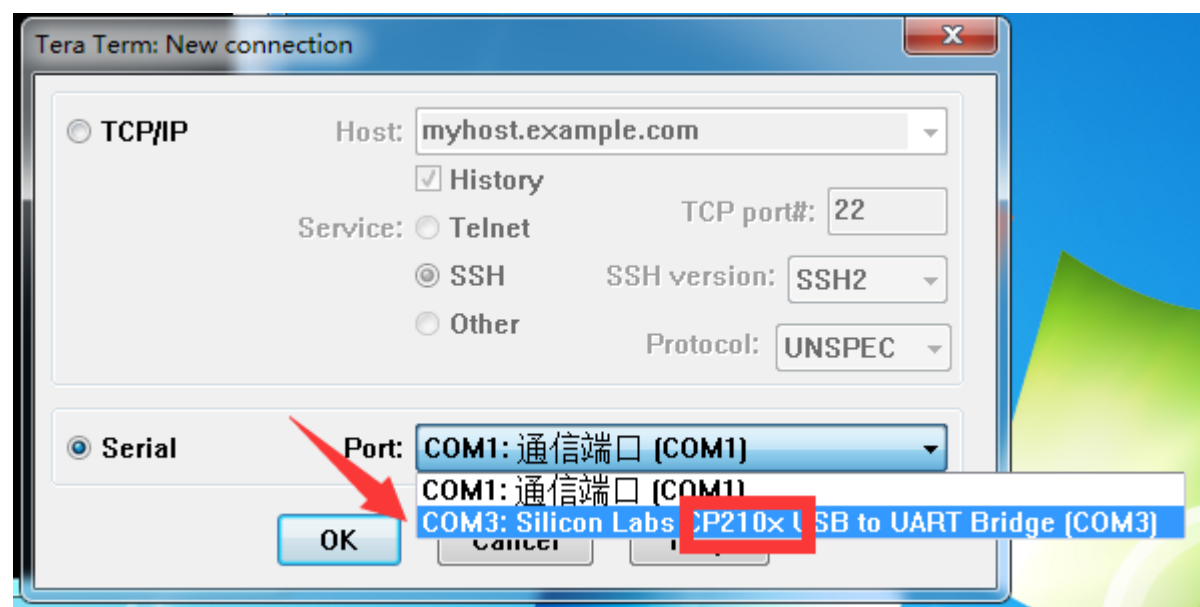 Tera Term: New connection
TCP/IP
Host: myhost.example.com
History
Service: Telnet
TCP port#: 22
SSH
SSH version: SSH2
Other
Protocol: UNSPEC
Serial
Port: COM1: 通信端口 (COM1)
COM1: 通信端口 (COM1)
COM3: Silicon Labs CP210x USB to UART Bridge (COM3)
OK
Cancel